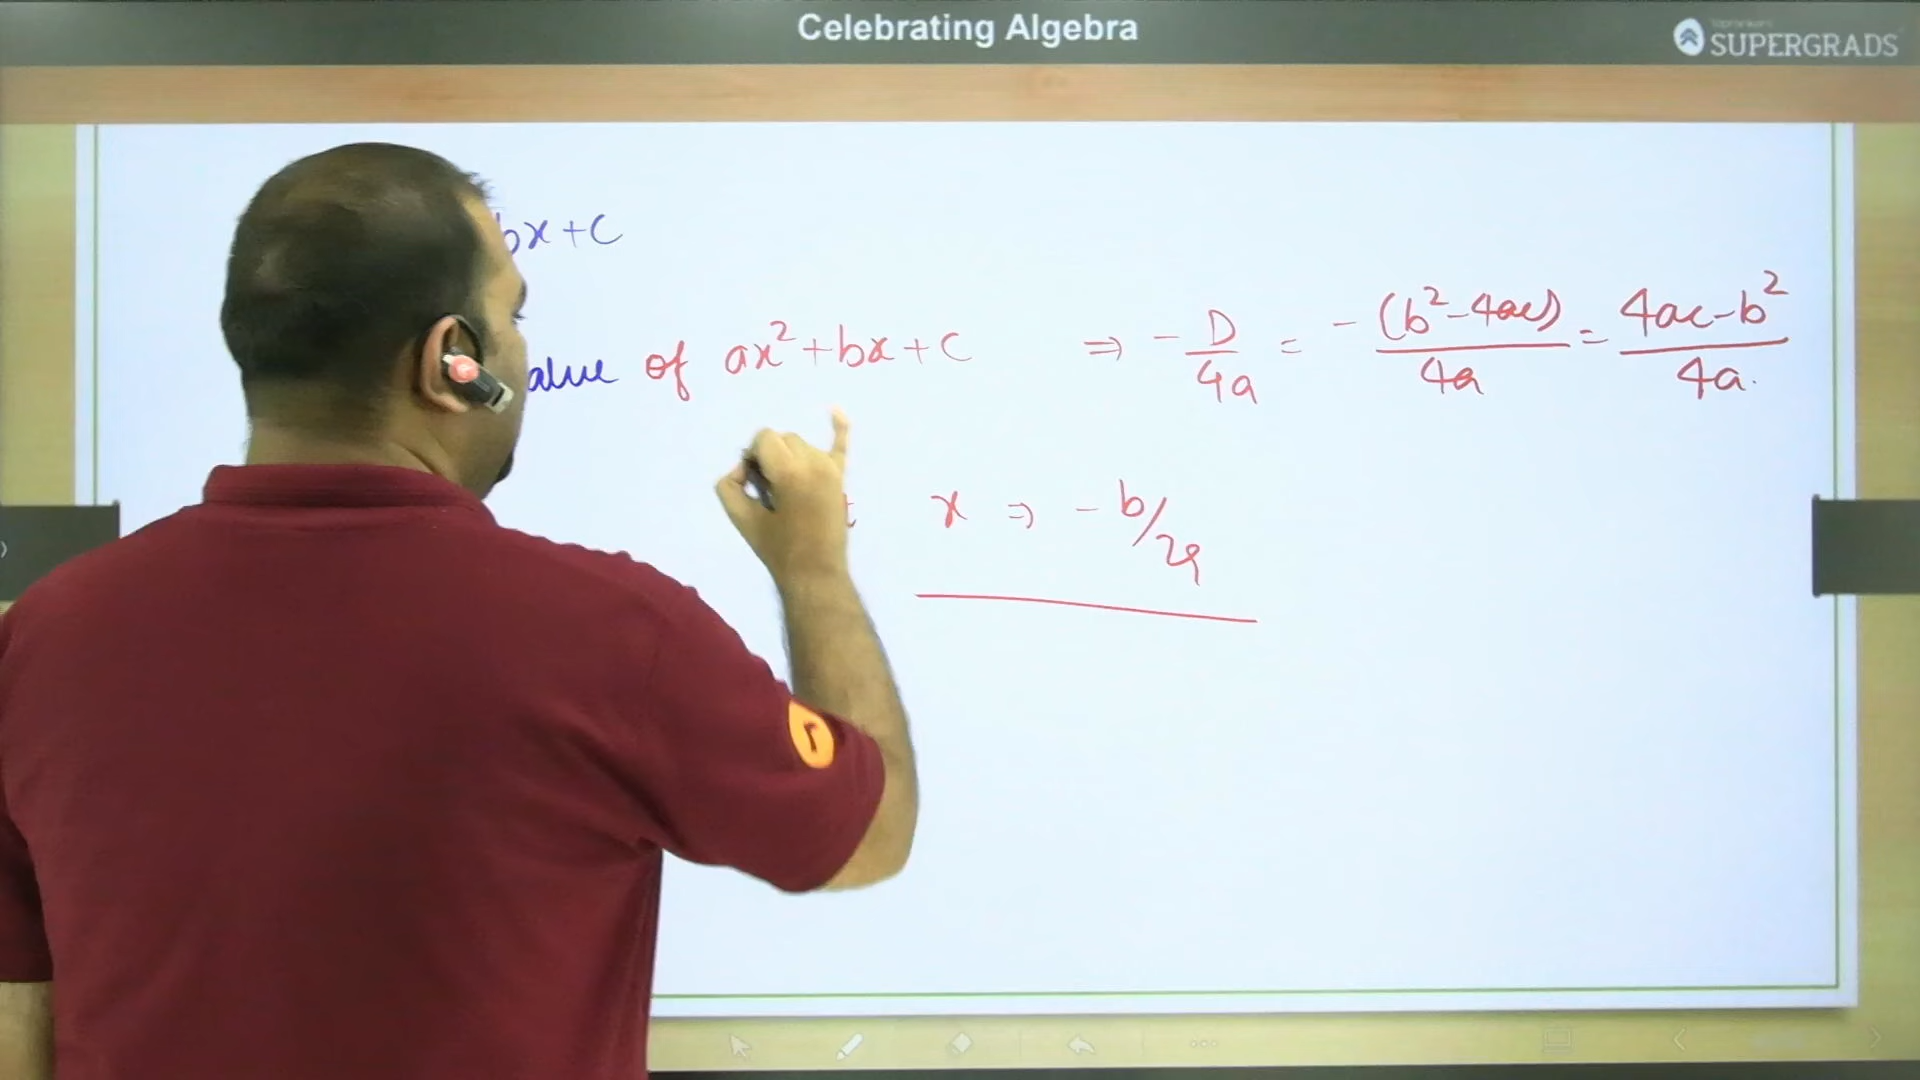 Celebrating Algebra
SUPERGRADS
bx+c
alue of ax²+bx+c ⇒ -D/4a = -(b²-4ac)/4a = 4ac-b²/4a.
x ⇒ -b/2a